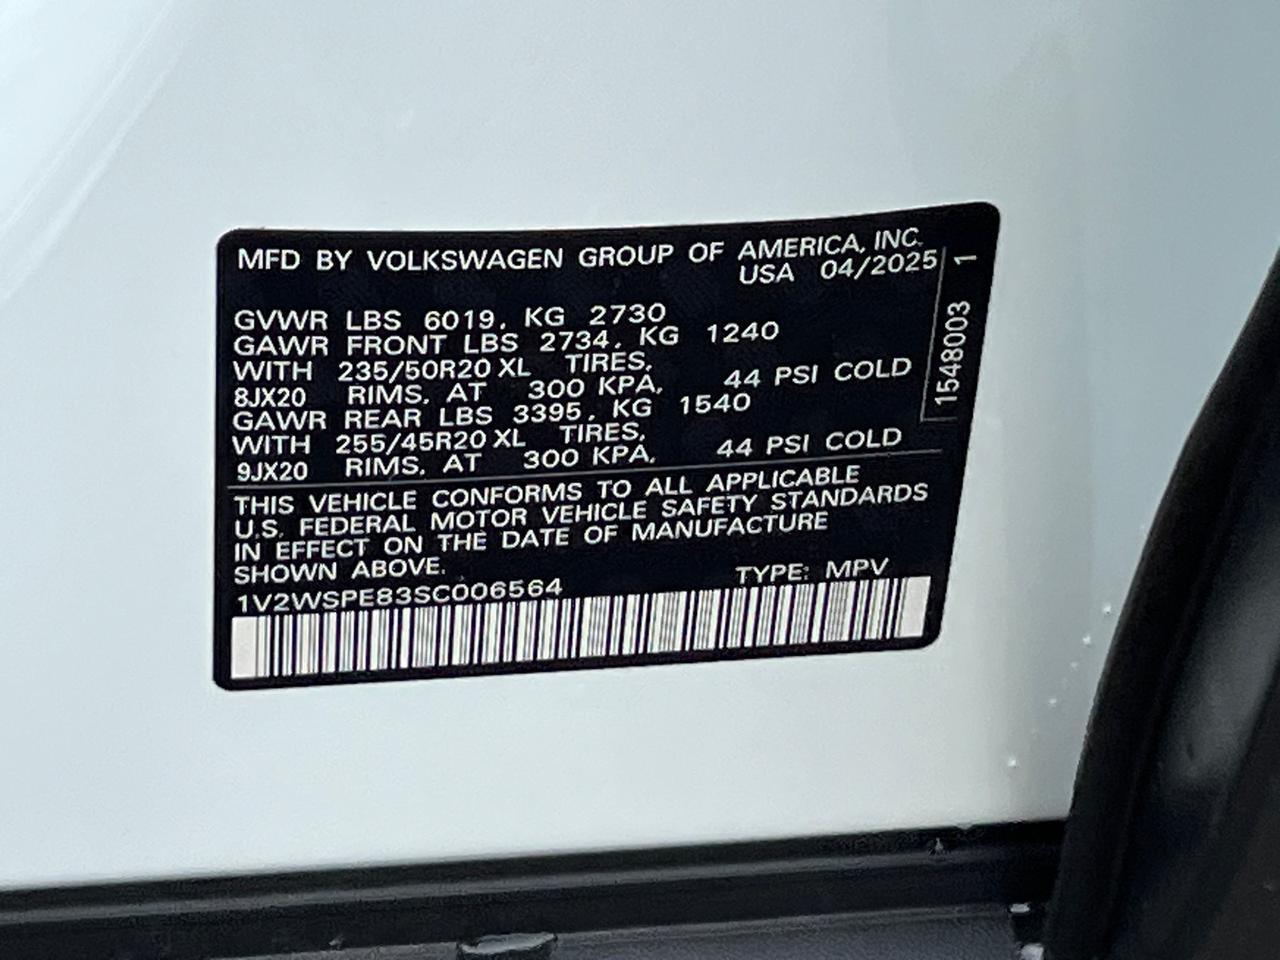 MFD BY VOLKSWAGEN GROUP OF AMERICA, INC.
USA 04/2025
1548003 1
GVWR LBS 6019, KG 2730
GAWR FRONT LBS 2734, KG 1240
WITH 235/50R20 XL TIRES,
8JX20 RIMS, AT 300 KPA, 44 PSI COLD
GAWR REAR LBS 3395, KG 1540
WITH 255/45R20 XL TIRES,
9JX20 RIMS, AT 300 KPA, 44 PSI COLD
THIS VEHICLE CONFORMS TO ALL APPLICABLE
U.S. FEDERAL MOTOR VEHICLE SAFETY STANDARDS
IN EFFECT ON THE DATE OF MANUFACTURE
SHOWN ABOVE.
1V2WSPE83SC006564 TYPE: MPV